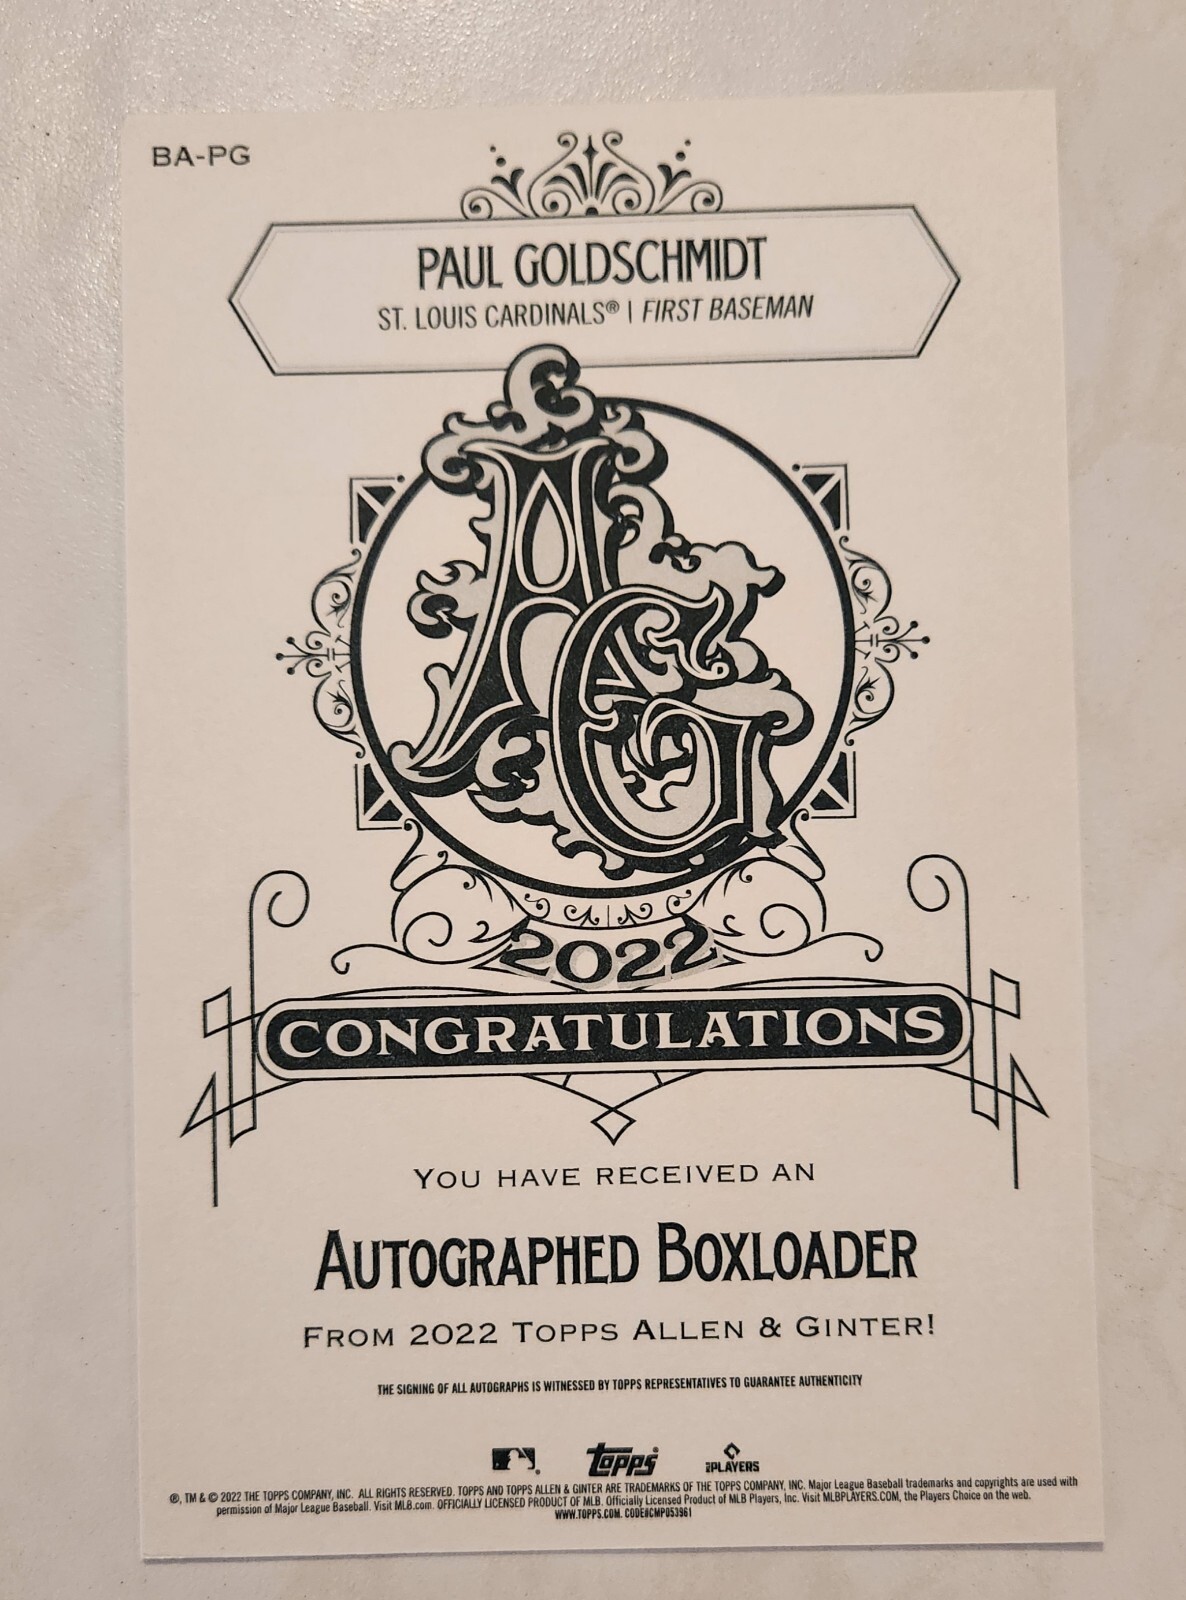 BA-PG
PAUL GOLDSCHMIDT
ST. LOUIS CARDINALS® | FIRST BASEMAN
AG
2022
CONGRATULATIONS
YOU HAVE RECEIVED AN
AUTOGRAPHED BOXLOADER
FROM 2022 TOPPS ALLEN & GINTER!
THE SIGNING OF ALL AUTOGRAPHS IS WITNESSED BY TOPPS REPRESENTATIVES TO GUARANTEE AUTHENTICITY
topps® PLAYERS
®, TM & © 2022 THE TOPPS COMPANY, INC. ALL RIGHTS RESERVED. TOPPS AND TOPPS ALLEN & GINTER ARE TRADEMARKS OF THE TOPPS COMPANY, INC. Major League Baseball trademarks and copyrights are used with
permission of Major League Baseball. Visit MLB.com. OFFICIALLY LICENSED PRODUCT OF MLB. Officially Licensed Product of MLB Players, Inc. Visit MLBPLAYERS.COM, the Players Choice on the web.
WWW.TOPPS.COM. CODE#CMP053961